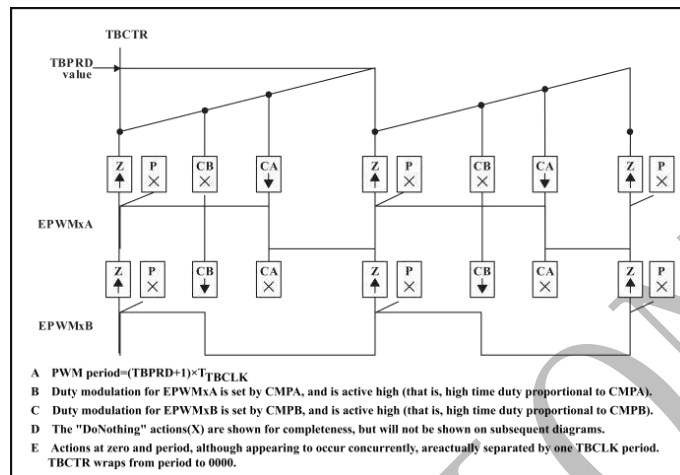 TBCTR
TBPRD
value
Z P CB CA Z P CB CA Z P
EPWMxA
Z P CB CA Z P CB CA Z P
EPWMxB
A PWM period=(TBPRD+1)×TTBCLK
B Duty modulation for EPWMxA is set by CMPA, and is active high (that is, high time duty proportional to CMPA).
C Duty modulation for EPWMxB is set by CMPB, and is active high (that is, high time duty proportional to CMPB).
D The "DoNothing" actions(X) are shown for completeness, but will not be shown on subsequent diagrams.
E Actions at zero and period, although appearing to occur concurrently, areactually separated by one TBCLK period.
TBCTR wraps from period to 0000.